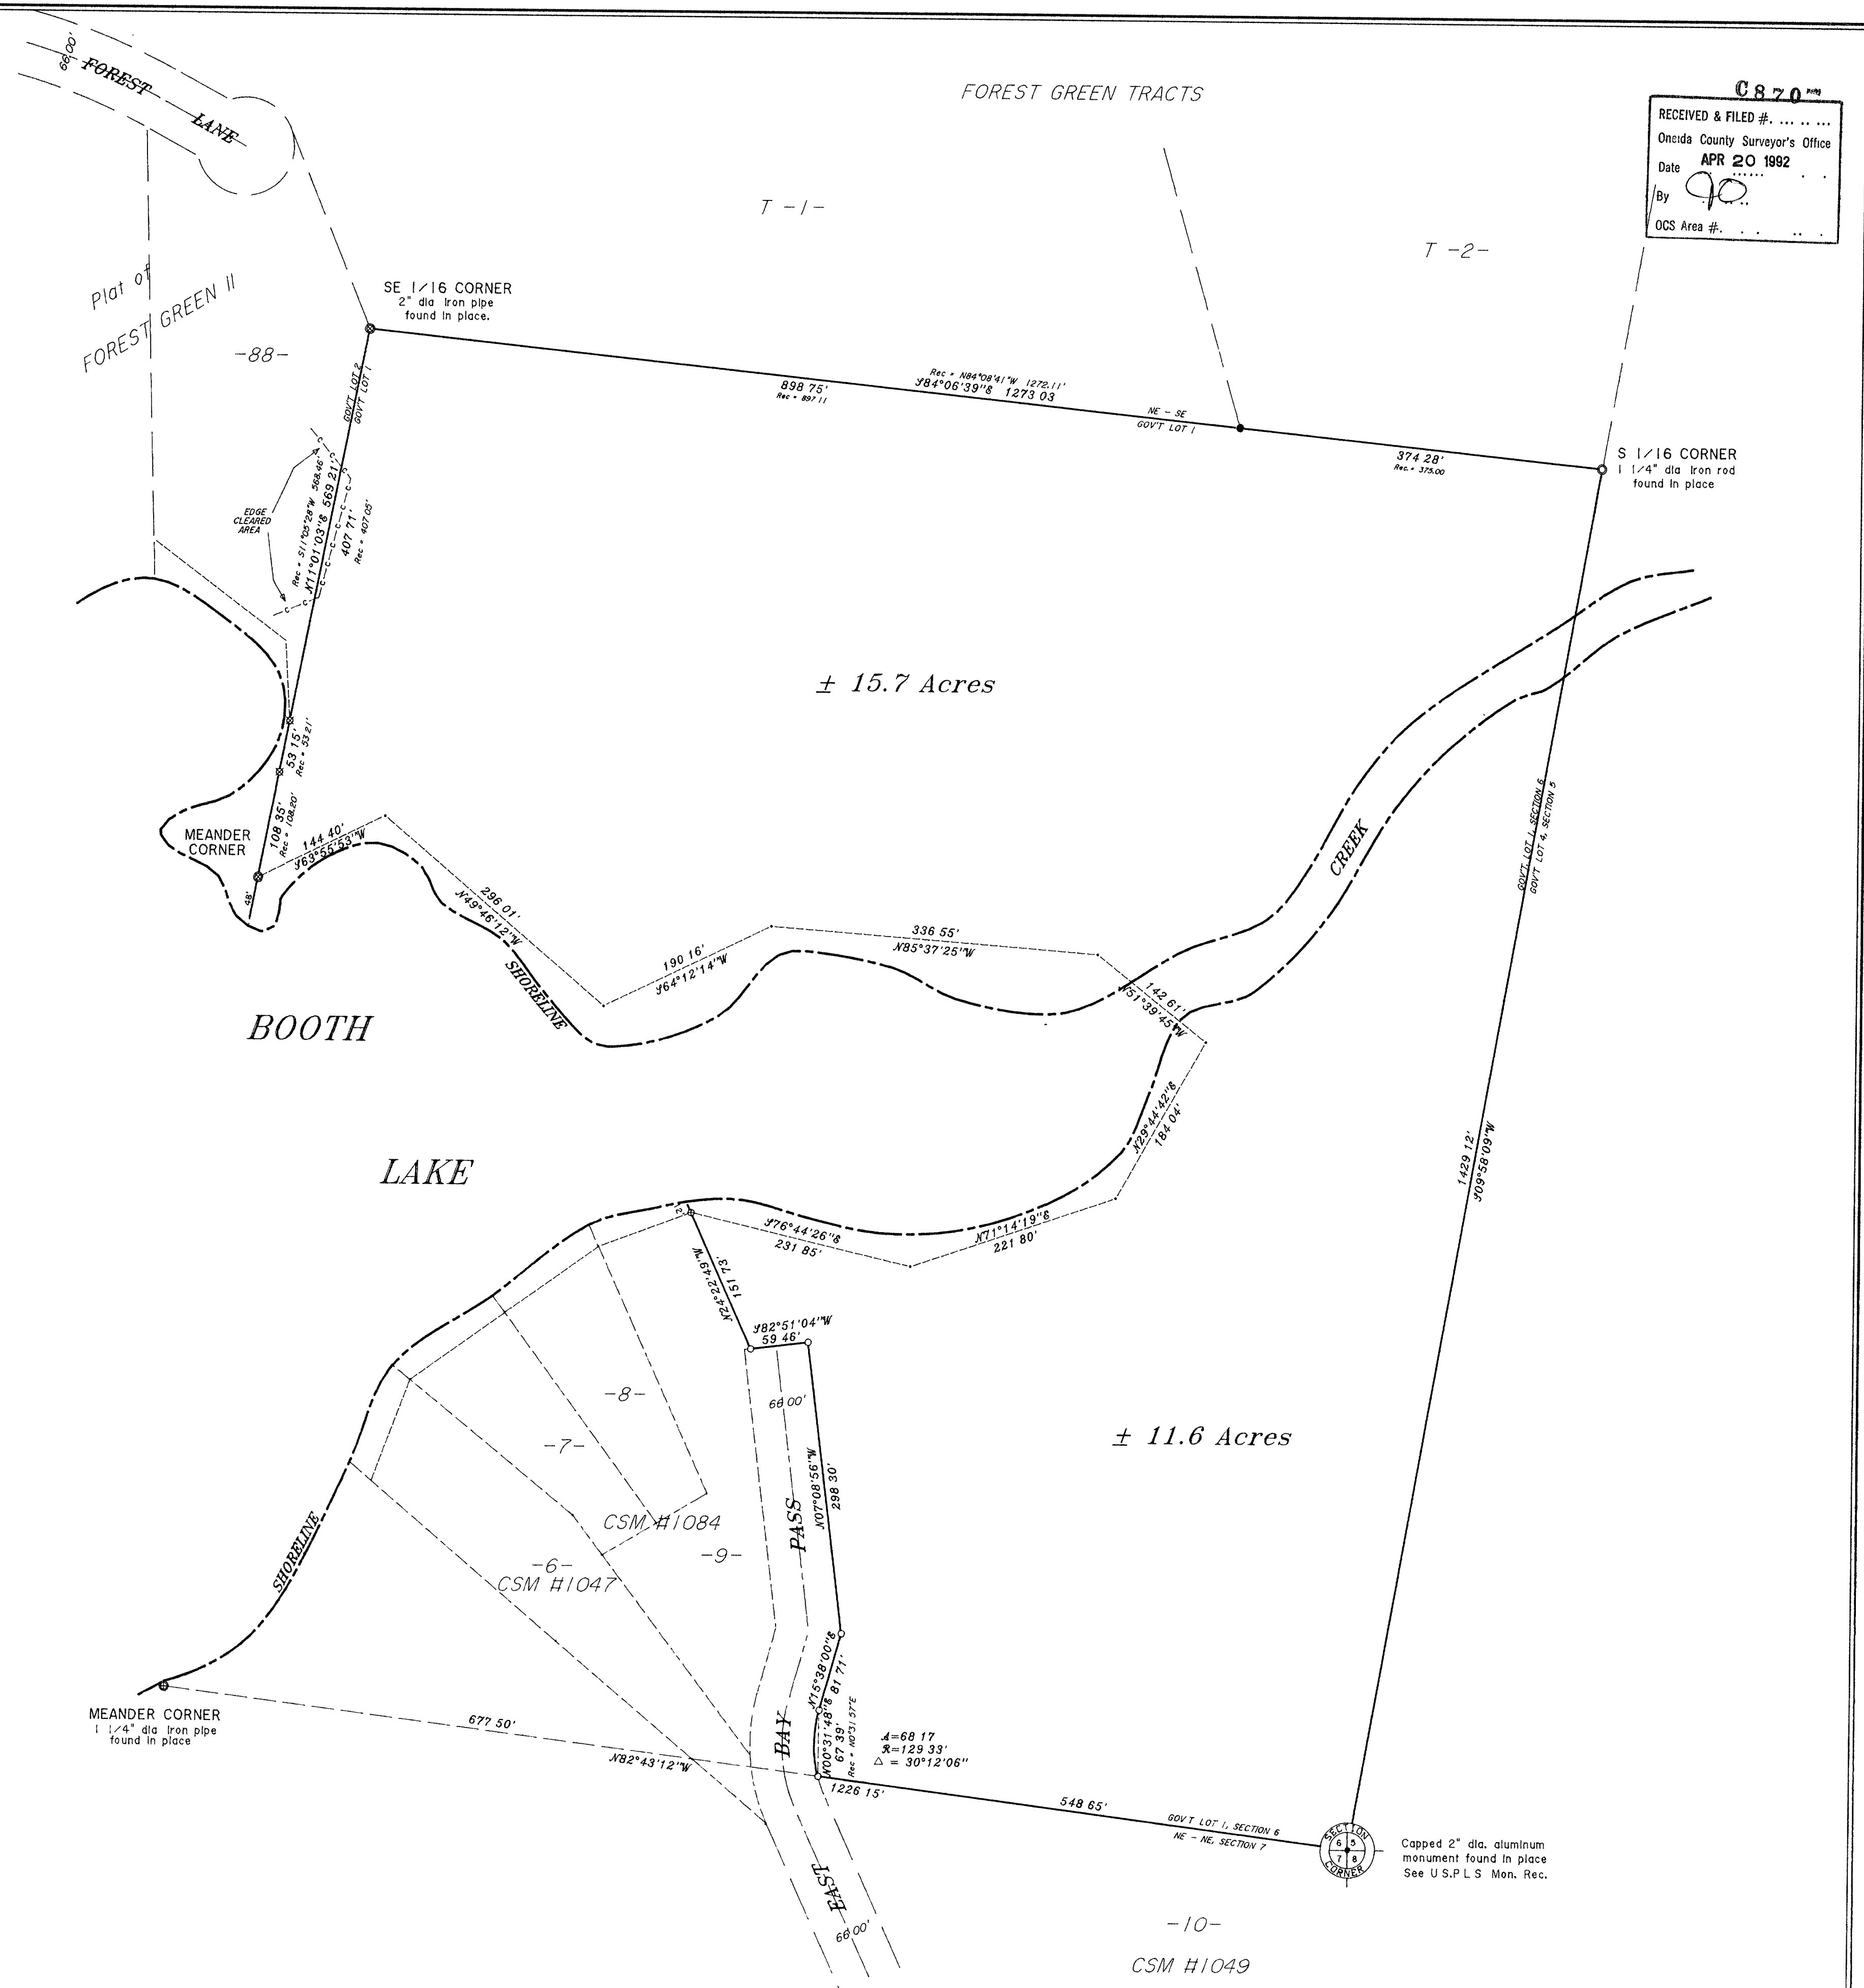 66.00'
FOREST
LANE
FOREST GREEN TRACTS
C870
RECEIVED & FILED #.
Oneida County Surveyor's Office
Date APR 20 1992
By
OCS Area #.
T -1-
T -2-
Plat of
FOREST GREEN II
-88-
SE 1/16 CORNER
2" dia Iron pipe
found in place.
GOV'T LOT 2
GOV'T LOT 1
898 75'
Rec = 897 11
Rec = N84°08'41"W 1272.11'
S84°06'39"E 1273 03
NE - SE
GOV'T LOT 1
374 28'
Rec. = 375.00
S 1/16 CORNER
1 1/4" dia Iron rod
found in place
EDGE
CLEARED
AREA
Rec = S11°05'28"W 568.46'
N11°01'03"E 569 21'
407 71'
Rec = 407 05'
53 15'
Rec = 53 21'
108 35'
Rec = 108.20'
MEANDER
CORNER
48'
144 40'
S63°55'53"W
± 15.7 Acres
296 01'
N49°46'12"W
SHORELINE
190 16'
S64°12'14"W
336 55'
N85°37'25"W
142 61'
N51°39'45"W
CREEK
GOV'T. LOT 1, SECTION 6
GOV'T LOT 4, SECTION 5
BOOTH
LAKE
N29°44'42"E
184 04'
1429 12'
S09°58'09"W
2'
S76°44'26"E
231 85'
N71°14'19"E
221 80'
N24°22'49"W
151 73'
S82°51'04"W
59 46'
66 00'
-8-
-7-
± 11.6 Acres
N07°08'56"W
298 30'
PASS
CSM #1084
-9-
-6-
CSM #1047
SHORELINE
N15°38'00"E
81 71'
MEANDER CORNER
1 1/4" dia Iron pipe
found in place
677 50'
N82°43'12"W
BAY
N00°31'48"E
67 39'
Rec = N0°31 57"E
A=68 17
R=129 33'
△ = 30°12'06"
1226 15'
548 65'
GOV T LOT 1, SECTION 6
NE - NE, SECTION 7
SECTION
6 5
7 8
CORNER
Capped 2" dia. aluminum
monument found in place
See U S.P L S Mon. Rec.
EAST
66 00'
-10-
CSM #1049